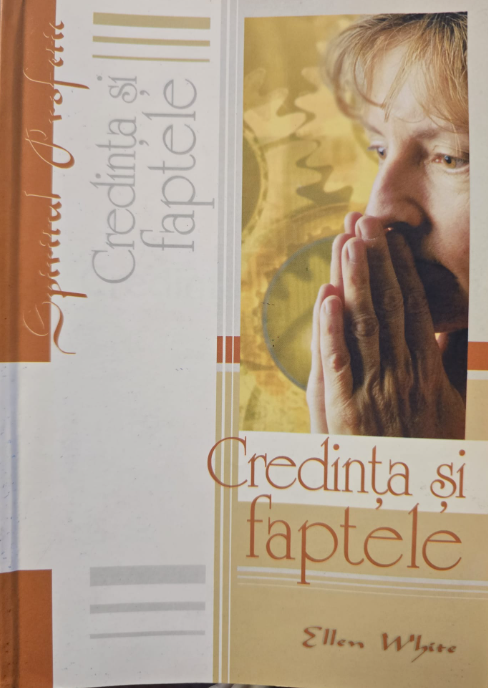 Spiritul Profetic
Credința și
faptele
Credința și
faptele
Ellen White